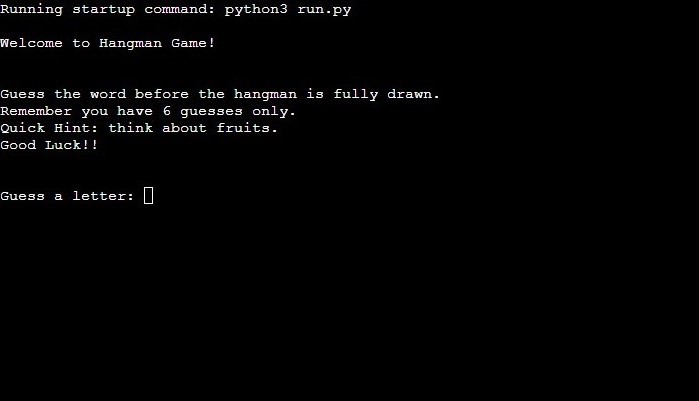 Running startup command: python3 run.py
Welcome to Hangman Game!
Guess the word before the hangman is fully drawn.
Remember you have 6 guesses only.
Quick Hint: think about fruits.
Good Luck!!
Guess a letter: